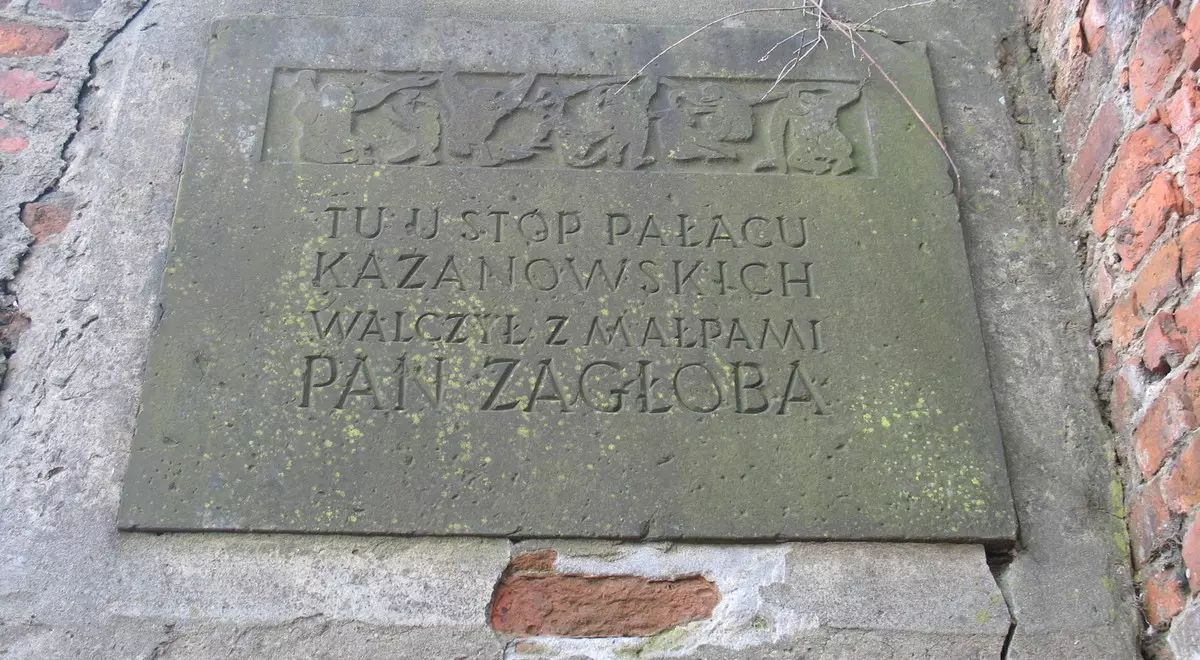 TU U STÓP PAŁACU
KAZANOWSKICH
WALCZYŁ Z MAŁPAMI
PAN ZAGŁOBA